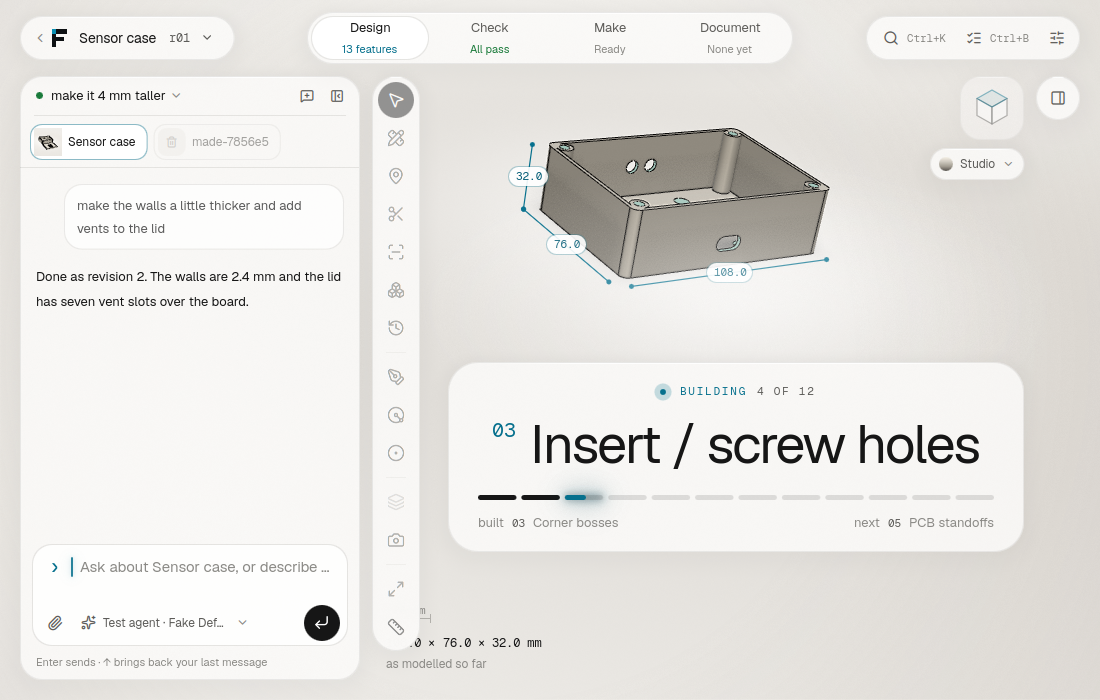 Sensor case r01
Design
13 features
Check
All pass
Make
Ready
Document
None yet
Ctrl+K
Ctrl+B
make it 4 mm taller
Sensor case
made-7856e5
make the walls a little thicker and add
vents to the lid
Done as revision 2. The walls are 2.4 mm and the lid
has seven vent slots over the board.
Ask about Sensor case, or describe …
Test agent · Fake Def…
Enter sends · ↑ brings back your last message
32.0
76.0
108.0
Studio
BUILDING 4 OF 12
03 Insert / screw holes
built 03 Corner bosses
next 05 PCB standoffs
.0 × 76.0 × 32.0 mm
as modelled so far